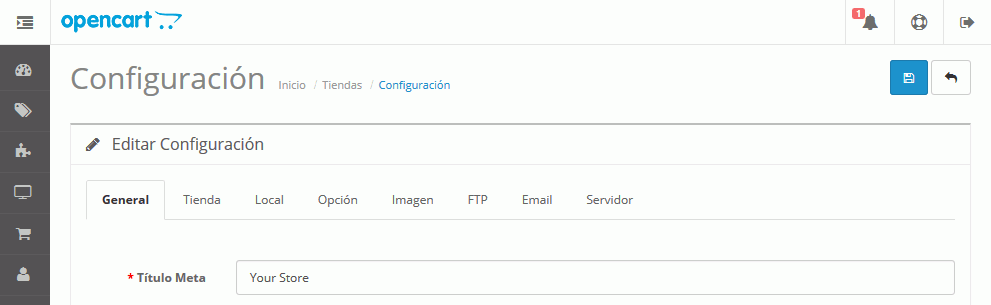 opencart
1
Configuración Inicio / Tiendas / Configuración
Editar Configuración
General Tienda Local Opción Imagen FTP Email Servidor
* Título Meta Your Store